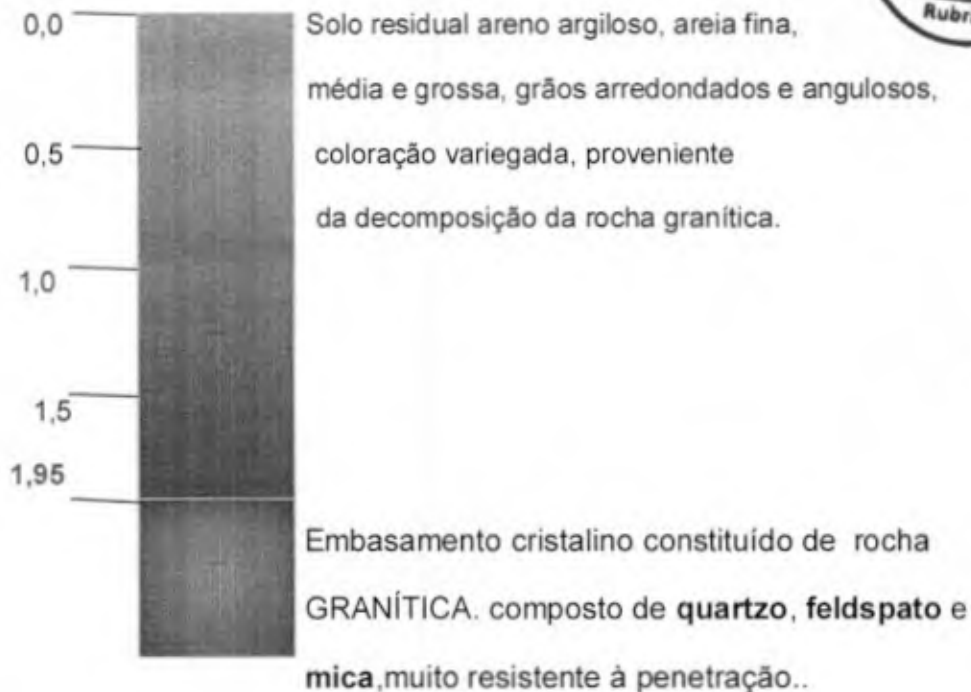 Rubr
0,0
Solo residual areno argiloso, areia fina,
média e grossa, grãos arredondados e angulosos,
0,5
coloração variegada, proveniente
da decomposição da rocha granítica.
1,0
1,5
1,95
Embasamento cristalino constituído de rocha
GRANÍTICA. composto de quartzo, feldspato e
mica,muito resistente à penetração..